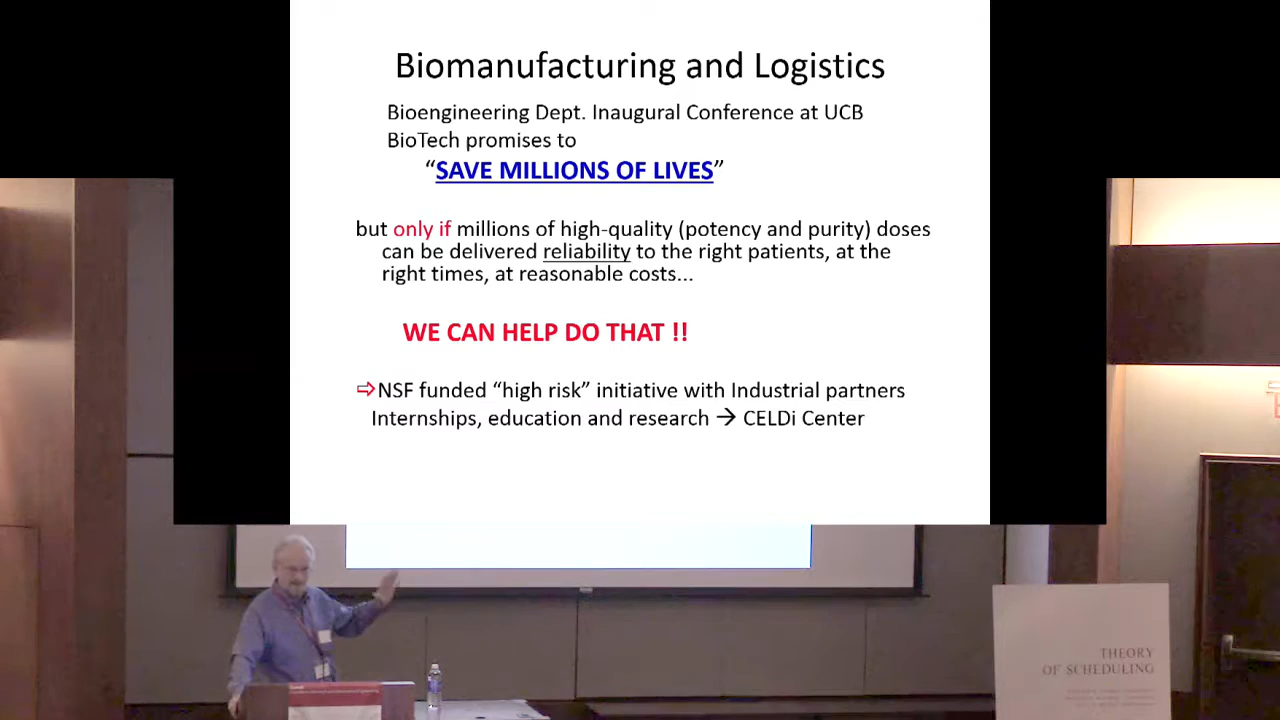 Biomanufacturing and Logistics
Bioengineering Dept. Inaugural Conference at UCB
BioTech promises to
“SAVE MILLIONS OF LIVES”
but only if millions of high-quality (potency and purity) doses
can be delivered reliability to the right patients, at the
right times, at reasonable costs...
WE CAN HELP DO THAT !!
⇨NSF funded “high risk” initiative with Industrial partners
Internships, education and research → CELDi Center
THEORY
OF SCHEDULING